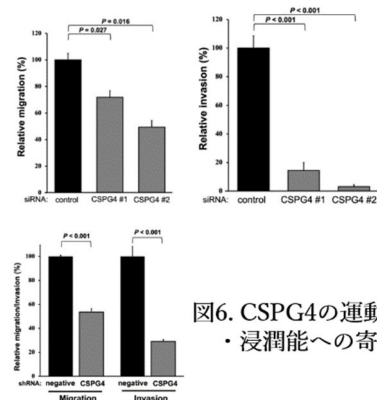 P = 0.016
P = 0.027
Relative migration (%)
120
100
80
60
40
20
0
siRNA: control CSPG4 #1 CSPG4 #2
P < 0.001
P < 0.001
Relative invasion (%)
120
100
80
60
40
20
0
siRNA: control CSPG4 #1 CSPG4 #2
P < 0.001 P < 0.001
Relative migration/invasion (%)
100
80
60
40
20
0
shRNA: negative CSPG4 negative CSPG4
Migration Invasion
図6. CSPG4の運動
・浸潤能への寄